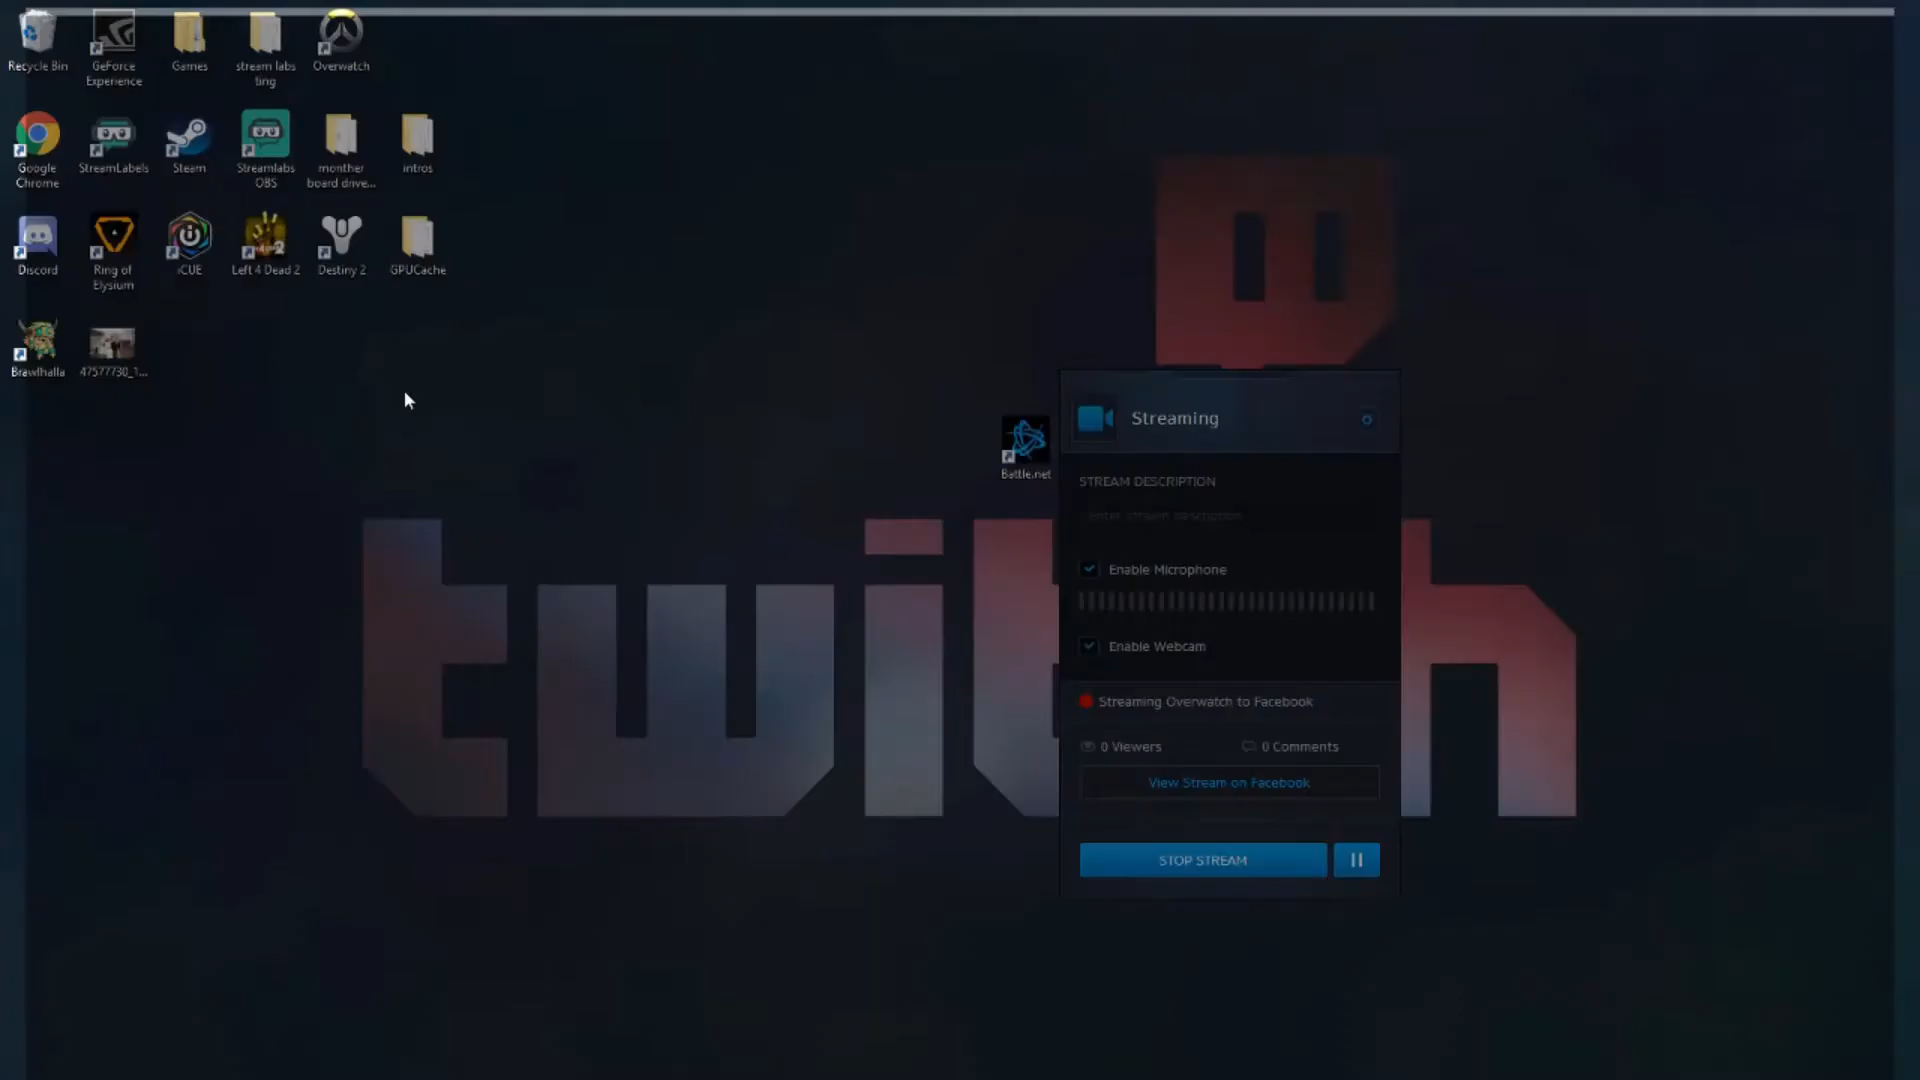 Recycle Bin
GeForce
Experience
Games
stream labs
ting
Overwatch
Google
Chrome
StreamLabels
Steam
Streamlabs
OBS
monther
board drive...
intros
Discord
Ring of
Elysium
iCUE
Left 4 Dead 2
Destiny 2
GPUCache
Brawlhalla
47577730_1...
Battle.net
twitch
Streaming
STREAM DESCRIPTION
Enter stream description
Enable Microphone
Enable Webcam
Streaming Overwatch to Facebook
0 Viewers
0 Comments
View Stream on Facebook
STOP STREAM